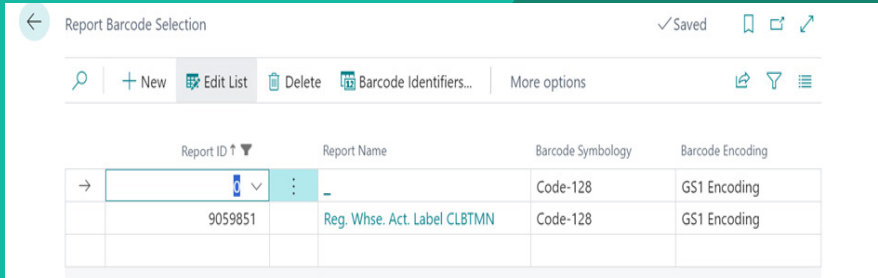 Report Barcode Selection
Saved
New
Edit List
Delete
Barcode Identifiers...
More options
Report ID ↑
Report Name
Barcode Symbology
Barcode Encoding
0
_
Code-128
GS1 Encoding
9059851
Reg. Whse. Act. Label CLBTMN
Code-128
GS1 Encoding